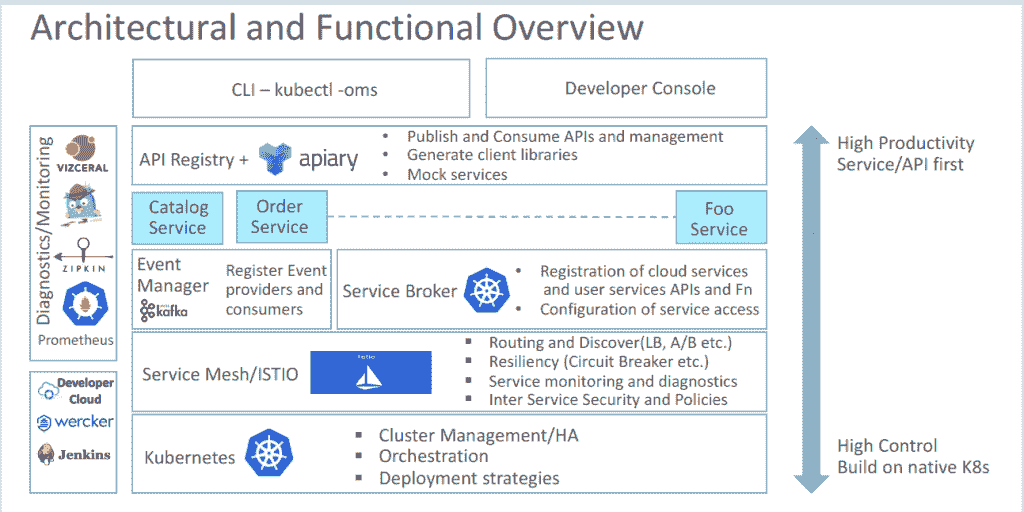 Architectural and Functional Overview
CLI – kubectl -oms
Developer Console
Diagnostics/Monitoring
VIZCERAL
ZIPKIN
Prometheus
API Registry +
apiary
• Publish and Consume APIs and management
• Generate client libraries
• Mock services
Catalog
Service
Order
Service
Foo
Service
Event
Manager
kafka
Register Event
providers and
consumers
Service Broker
• Registration of cloud services
and user services APIs and Fn
• Configuration of service access
Service Mesh/ISTIO
▪ Routing and Discover(LB, A/B etc.)
▪ Resiliency (Circuit Breaker etc.)
▪ Service monitoring and diagnostics
▪ Inter Service Security and Policies
Developer
Cloud
wercker
Jenkins
Kubernetes
▪ Cluster Management/HA
▪ Orchestration
▪ Deployment strategies
High Productivity
Service/API first
High Control
Build on native K8s